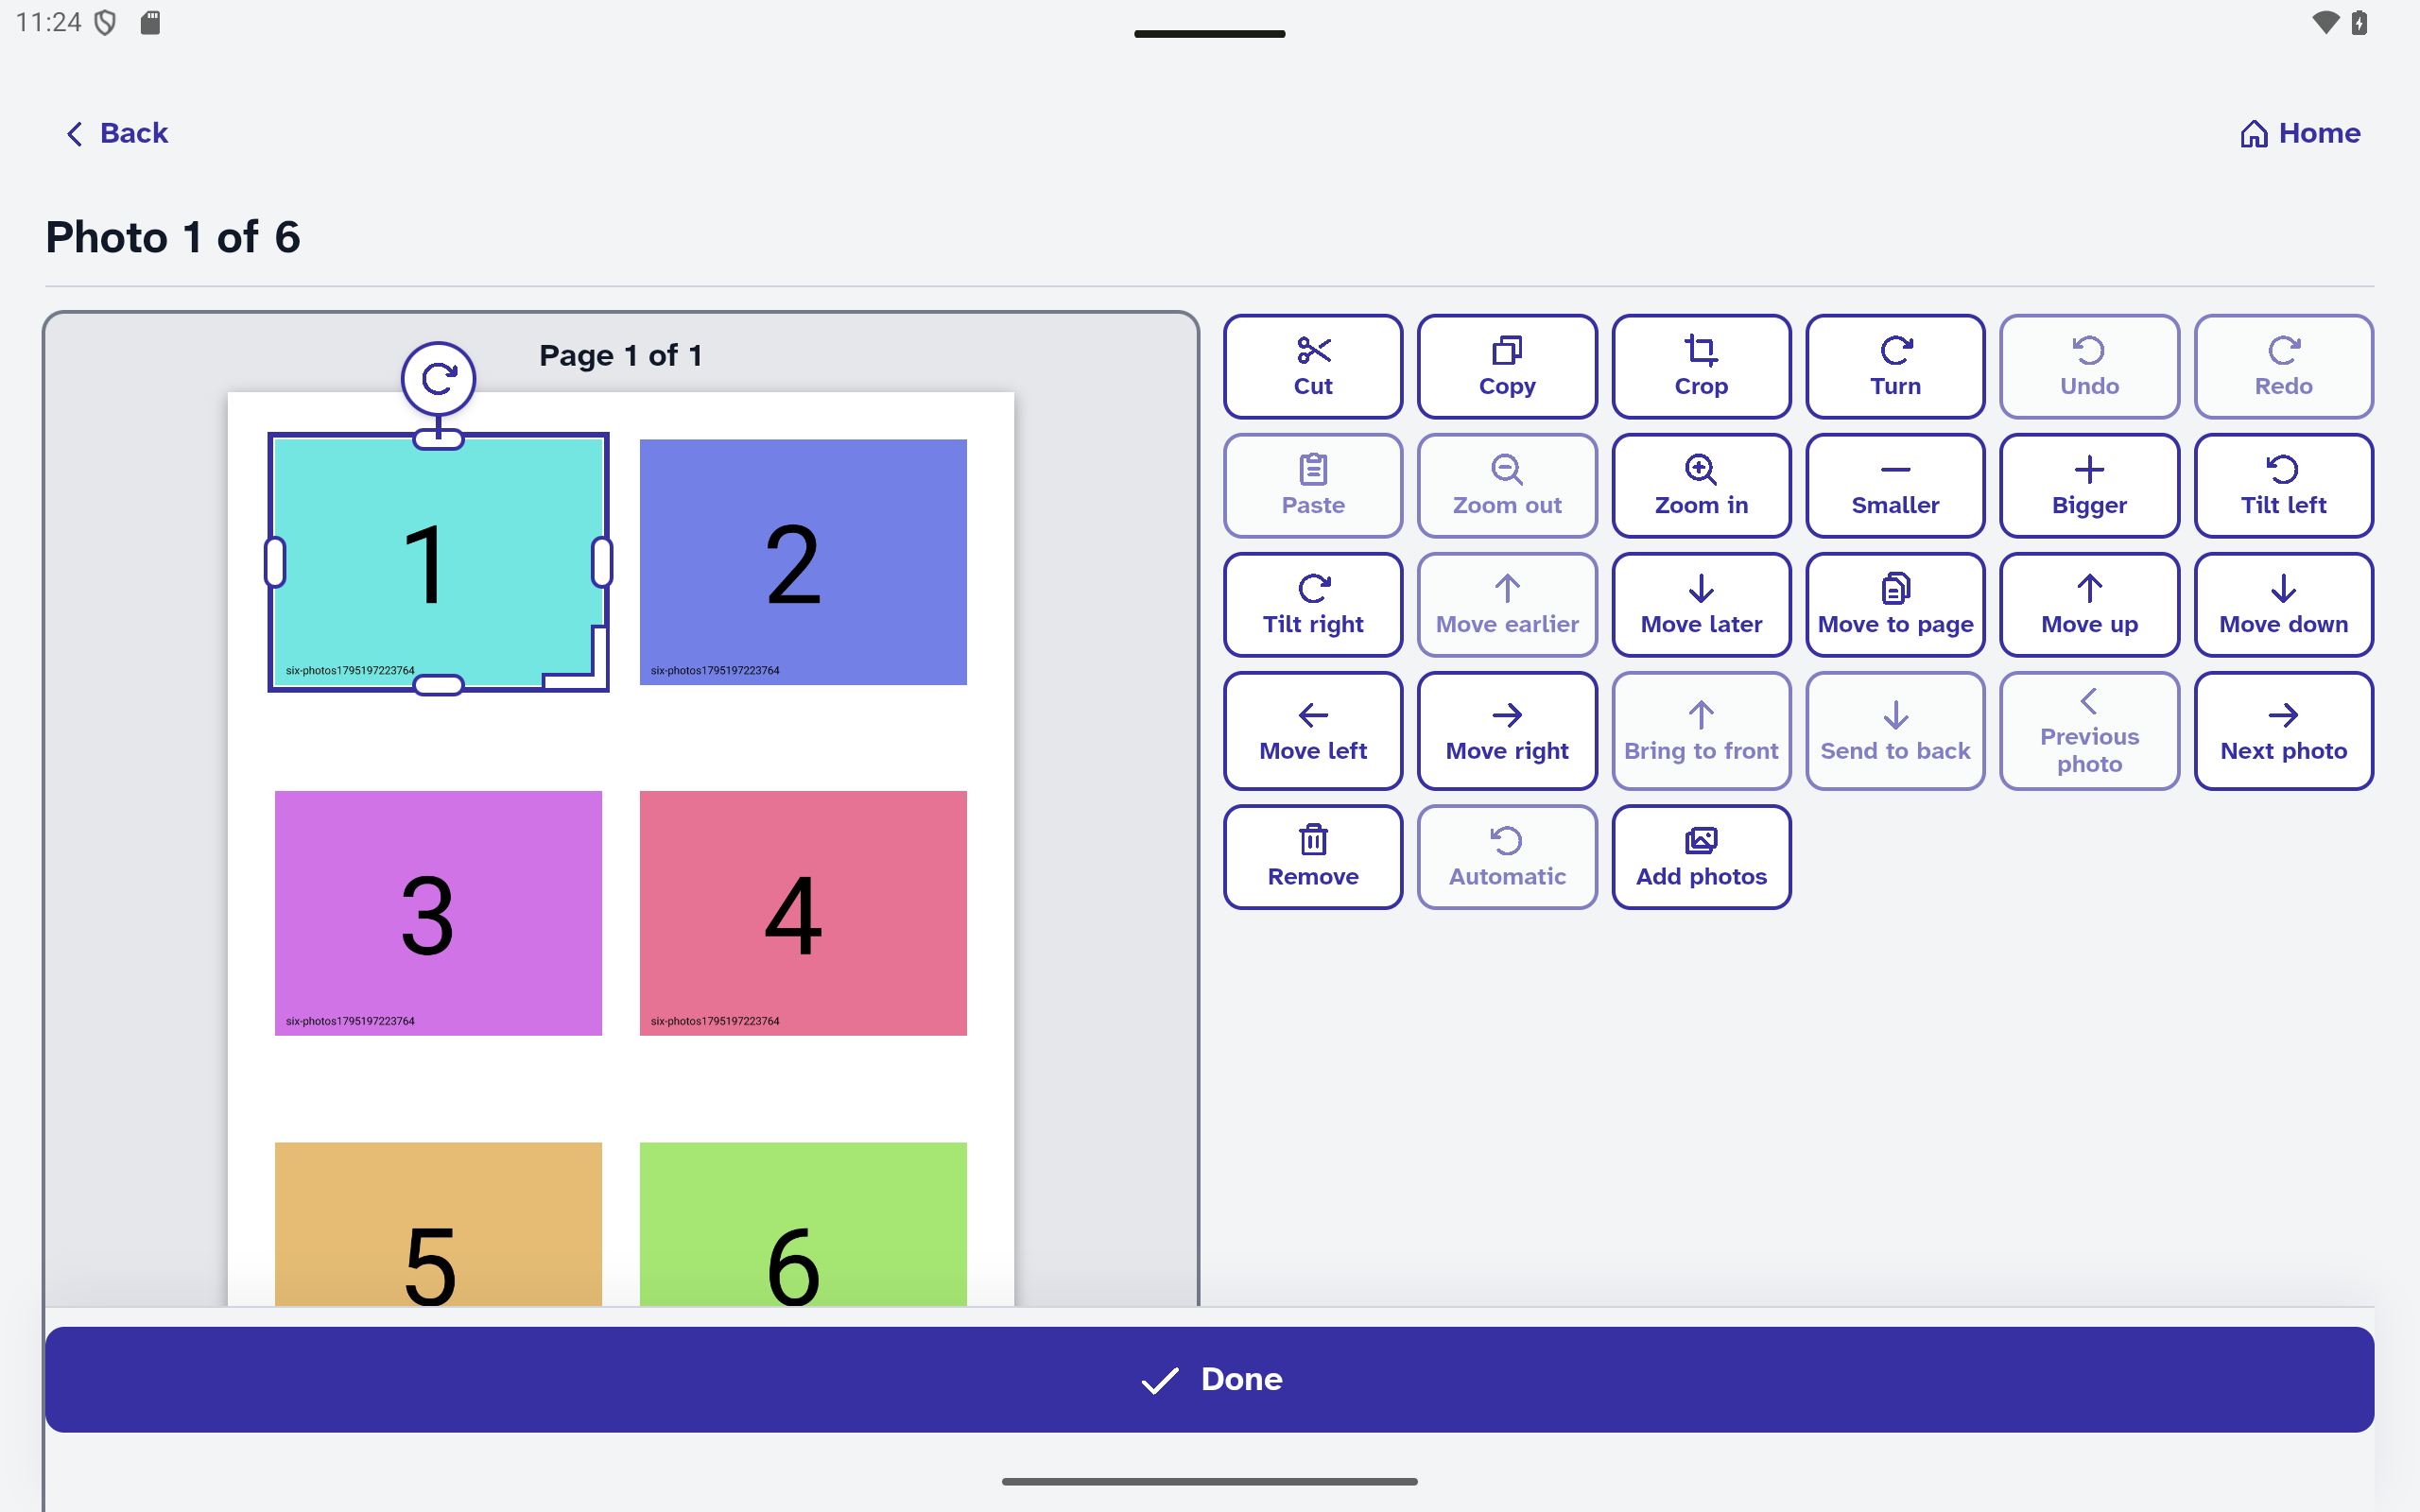 11:24
Back
Home
Photo 1 of 6
Page 1 of 1
1
six-photos1795197223764
2
six-photos1795197223764
3
six-photos1795197223764
4
six-photos1795197223764
5
6
Cut
Copy
Crop
Turn
Undo
Redo
Paste
Zoom out
Zoom in
Smaller
Bigger
Tilt left
Tilt right
Move earlier
Move later
Move to page
Move up
Move down
Move left
Move right
Bring to front
Send to back
Previous
photo
Next photo
Remove
Automatic
Add photos
Done